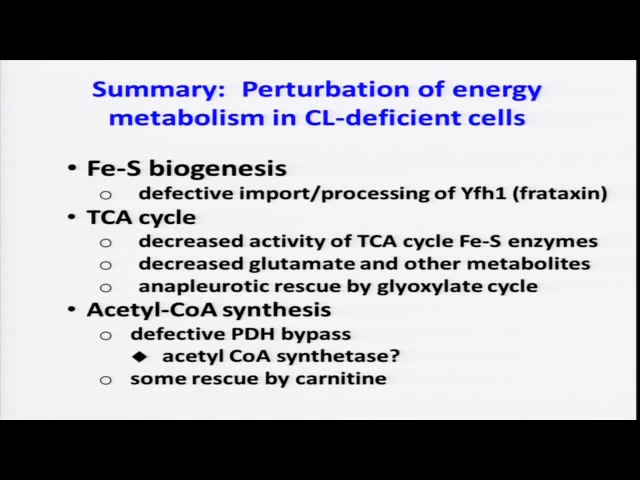 Summary: Perturbation of energy
metabolism in CL-deficient cells
• Fe-S biogenesis
o defective import/processing of Yfh1 (frataxin)
• TCA cycle
o decreased activity of TCA cycle Fe-S enzymes
o decreased glutamate and other metabolites
o anapleurotic rescue by glyoxylate cycle
• Acetyl-CoA synthesis
o defective PDH bypass
◆ acetyl CoA synthetase?
o some rescue by carnitine